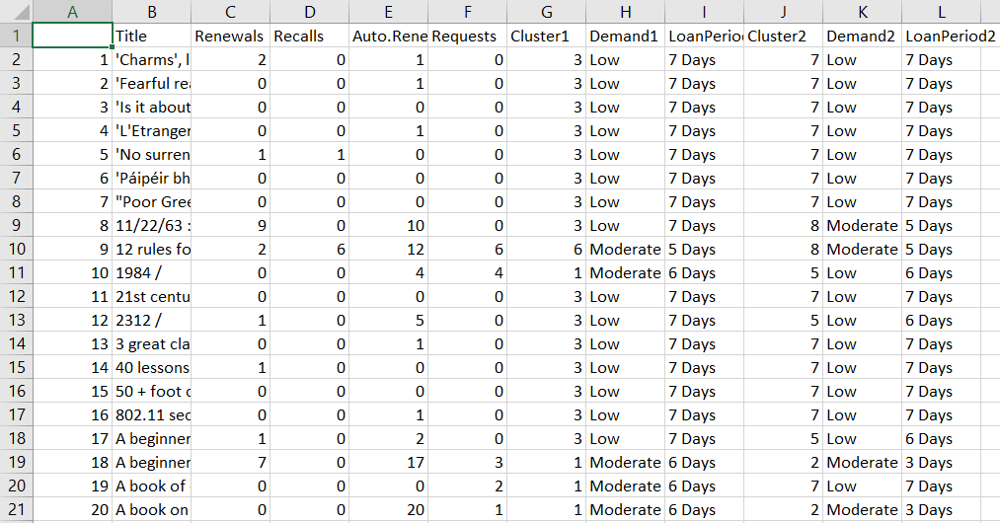 A B C D E F G H I J K L
1 Title Renewals Recalls Auto.Rene Requests Cluster1 Demand1 LoanPerio Cluster2 Demand2 LoanPeriod2
2 1 'Charms', l 2 0 1 0 3 Low 7 Days 7 Low 7 Days
3 2 'Fearful re 0 0 1 0 3 Low 7 Days 7 Low 7 Days
4 3 'Is it about 0 0 0 0 3 Low 7 Days 7 Low 7 Days
5 4 'L'Etranger 0 0 1 0 3 Low 7 Days 7 Low 7 Days
6 5 'No surren 1 1 0 0 3 Low 7 Days 7 Low 7 Days
7 6 'Páipéir bh 0 0 0 0 3 Low 7 Days 7 Low 7 Days
8 7 "Poor Gree 0 0 0 0 3 Low 7 Days 7 Low 7 Days
9 8 11/22/63 : 9 0 10 0 3 Low 7 Days 8 Moderate 5 Days
10 9 12 rules fo 2 6 12 6 6 Moderate 5 Days 8 Moderate 5 Days
11 10 1984 / 0 0 4 4 1 Moderate 6 Days 5 Low 6 Days
12 11 21st centu 0 0 0 0 3 Low 7 Days 7 Low 7 Days
13 12 2312 / 1 0 5 0 3 Low 7 Days 5 Low 6 Days
14 13 3 great cla 0 0 1 0 3 Low 7 Days 7 Low 7 Days
15 14 40 lessons 1 0 0 0 3 Low 7 Days 7 Low 7 Days
16 15 50 + foot c 0 0 0 0 3 Low 7 Days 7 Low 7 Days
17 16 802.11 sec 0 0 1 0 3 Low 7 Days 7 Low 7 Days
18 17 A beginner 1 0 2 0 3 Low 7 Days 5 Low 6 Days
19 18 A beginner 7 0 17 3 1 Moderate 6 Days 2 Moderate 3 Days
20 19 A book of 0 0 0 2 1 Moderate 6 Days 7 Low 7 Days
21 20 A book on 0 0 20 1 1 Moderate 6 Days 2 Moderate 3 Days